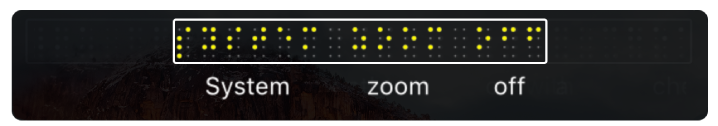 ⡎⠽⠎⠞⠑⠍ ⠵⠕⠕⠍ ⠕⠋⠋
System zoom off